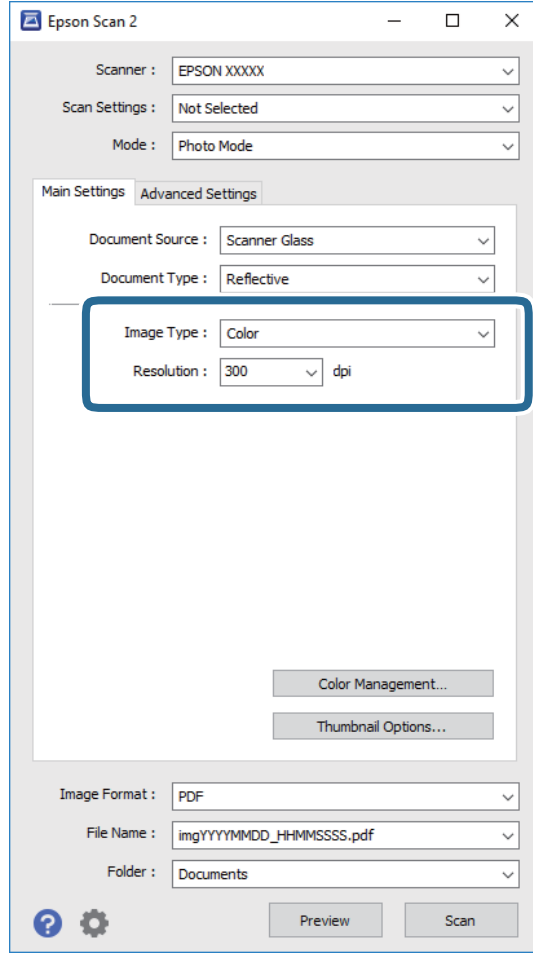 Epson Scan 2
Scanner : EPSON XXXXX
Scan Settings : Not Selected
Mode : Photo Mode
Main Settings Advanced Settings
Document Source : Scanner Glass
Document Type : Reflective
Image Type : Color
Resolution : 300 dpi
Color Management...
Thumbnail Options...
Image Format : PDF
File Name : imgYYYYMMDD_HHMMSSSS.pdf
Folder : Documents
? Preview Scan